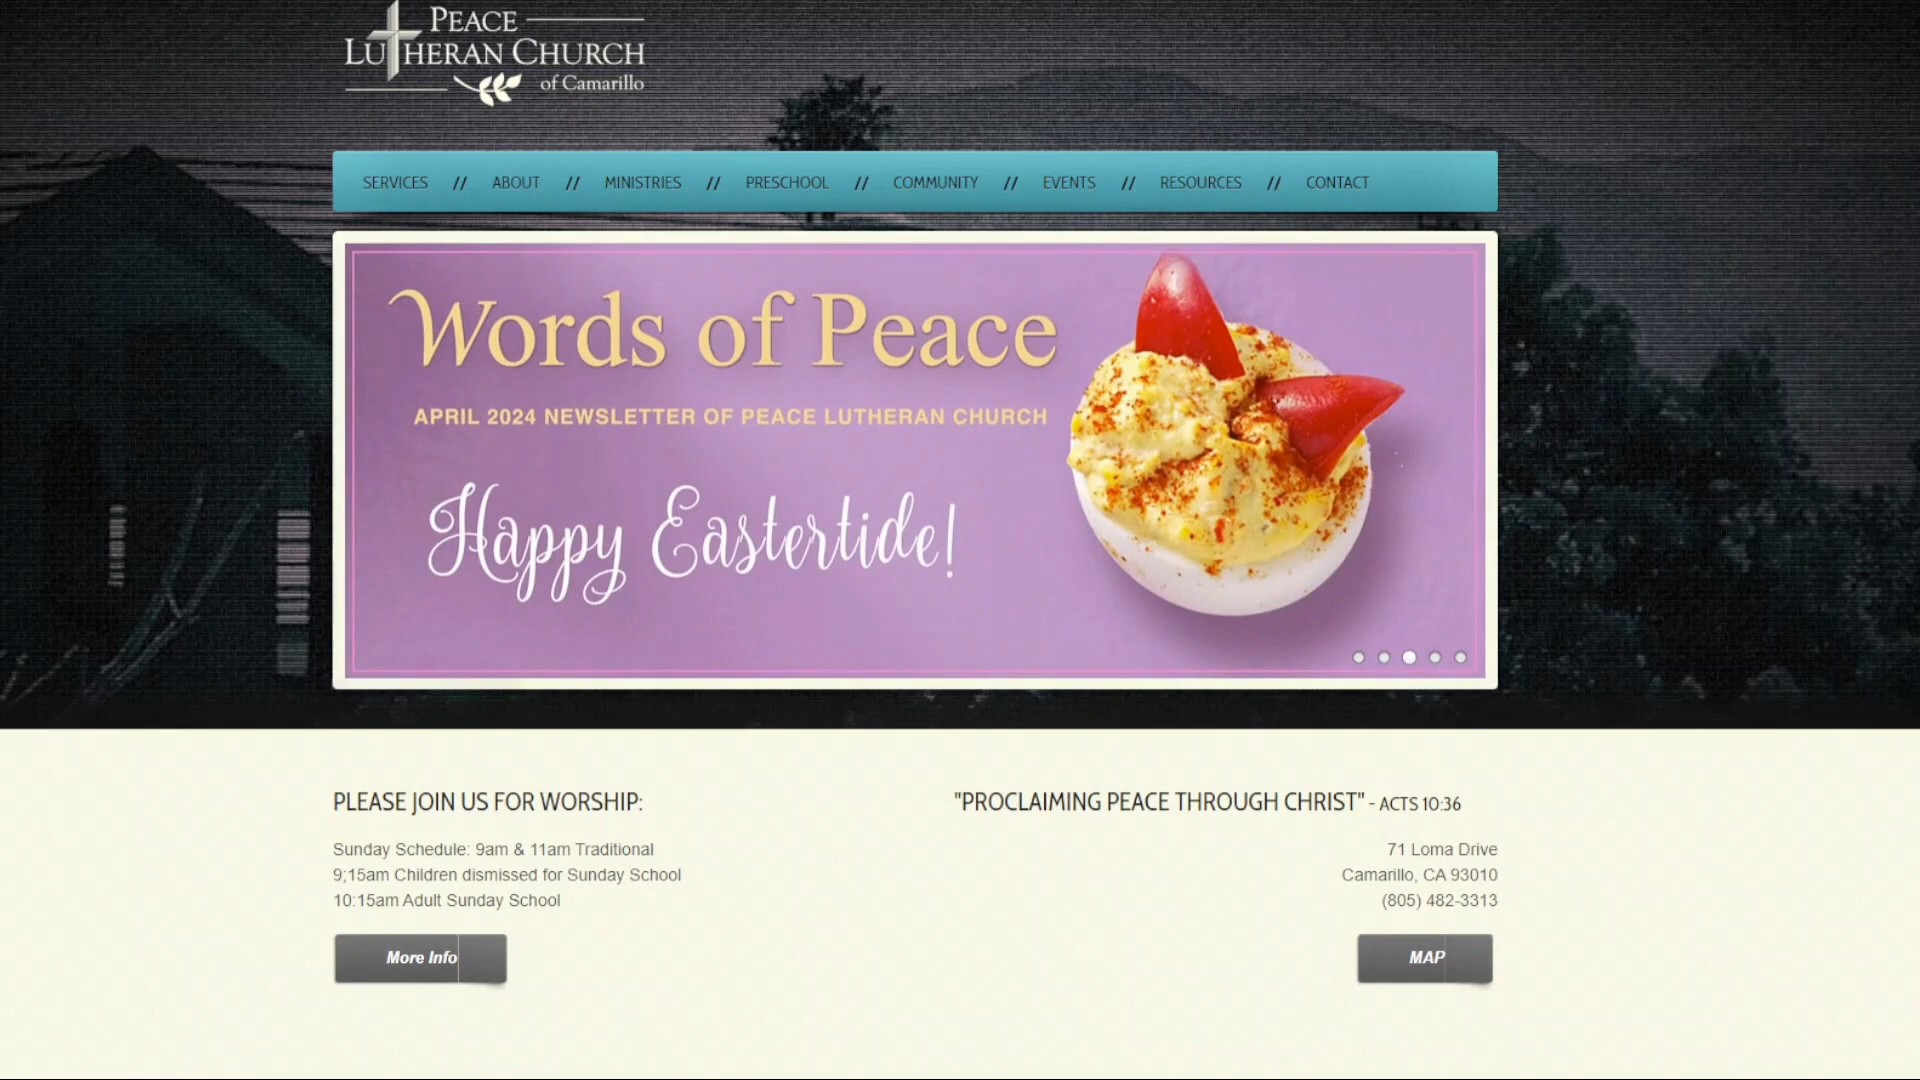 PEACE
LUTHERAN CHURCH
of Camarillo
SERVICES // ABOUT // MINISTRIES // PRESCHOOL // COMMUNITY // EVENTS // RESOURCES // CONTACT
Words of Peace
APRIL 2024 NEWSLETTER OF PEACE LUTHERAN CHURCH
Happy Eastertide!
PLEASE JOIN US FOR WORSHIP:
Sunday Schedule: 9am & 11am Traditional
9;15am Children dismissed for Sunday School
10:15am Adult Sunday School
More Info
"PROCLAIMING PEACE THROUGH CHRIST" - ACTS 10:36
71 Loma Drive
Camarillo, CA 93010
(805) 482-3313
MAP